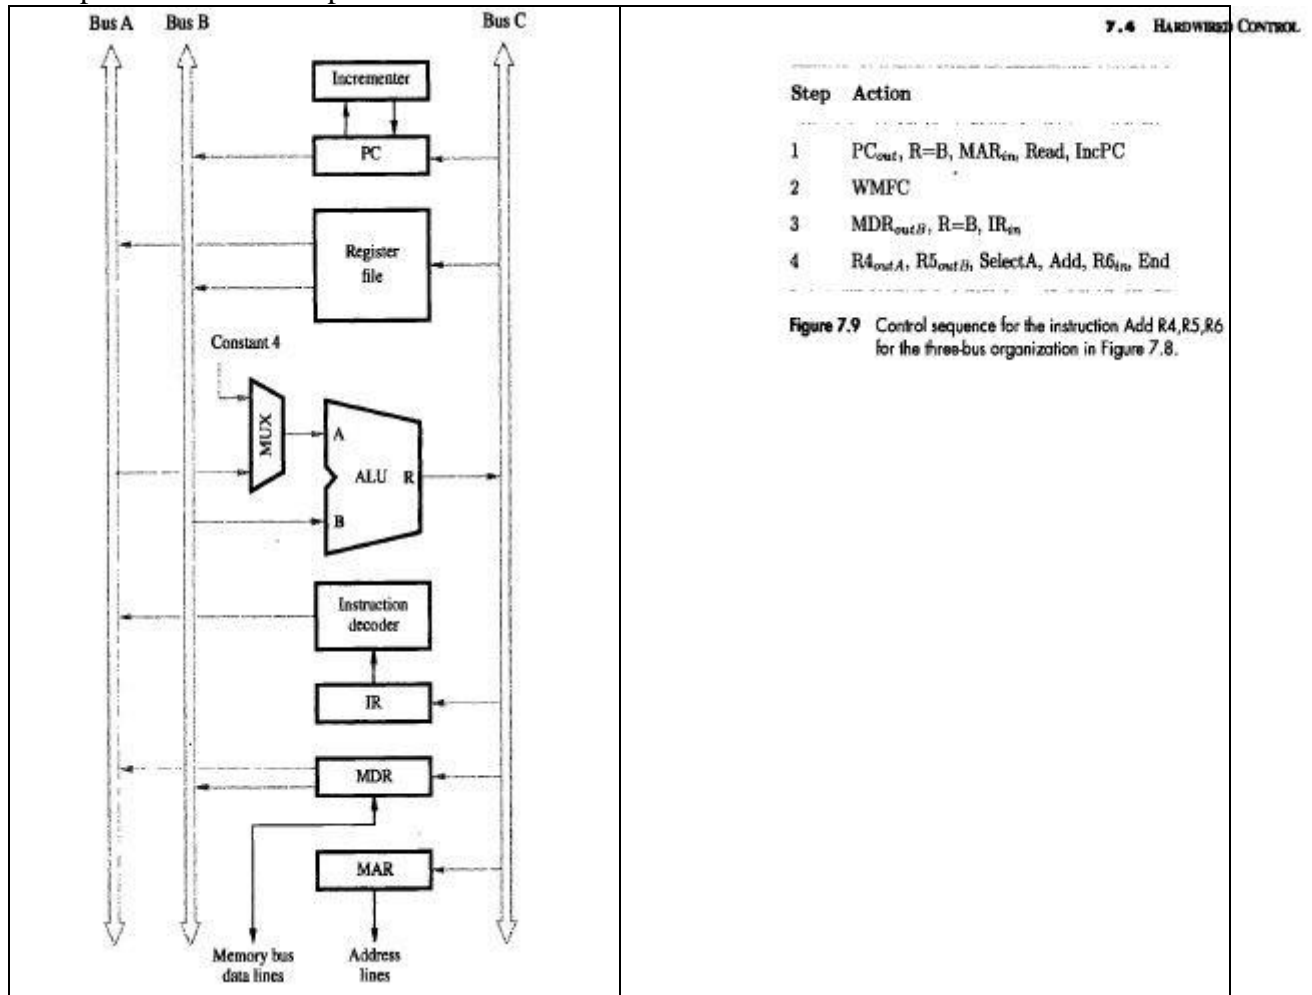 Bus A Bus B Bus C
Incrementer
PC
Register
file
Constant 4
MUX
A
ALU R
B
Instruction
decoder
IR
MDR
MAR
Memory bus
data lines
Address
lines
7.4 HARDWIRED CONTROL
Step Action
1 PCout, R=B, MARin, Read, IncPC
2 WMFC
3 MDRoutB, R=B, IRin
4 R4outA, R5outB, SelectA, Add, R6in, End
Figure 7.9 Control sequence for the instruction Add R4,R5,R6
for the three-bus organization in Figure 7.8.